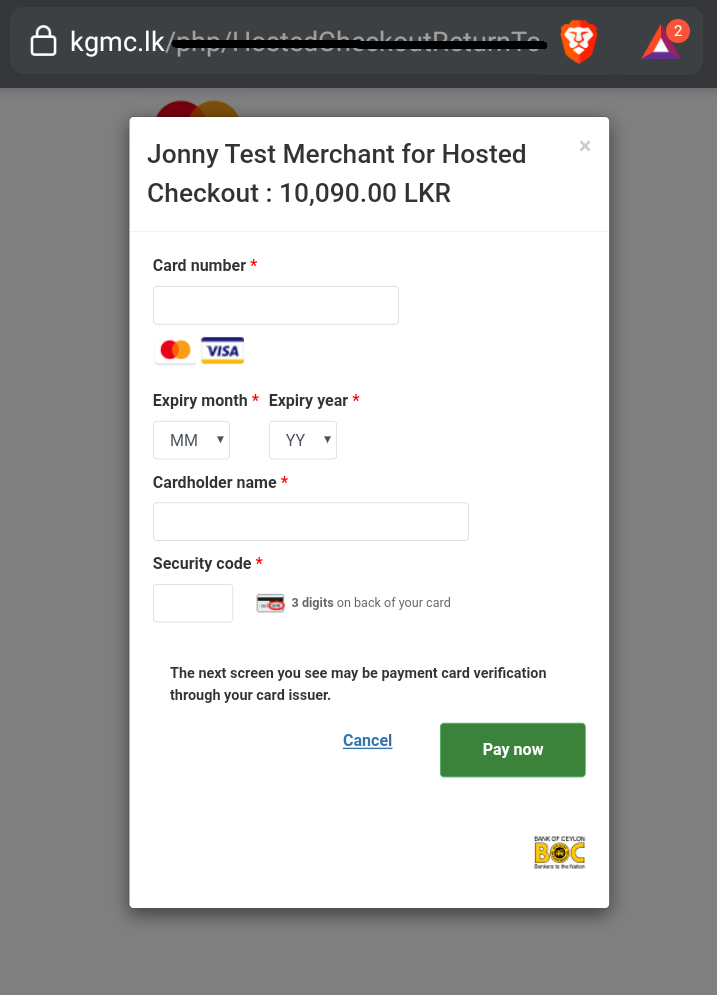 kgmc.lk/php/HostedCheckoutReturnTo
2
Jonny Test Merchant for Hosted
Checkout : 10,090.00 LKR
×
Card number *
VISA
Expiry month * Expiry year *
MM YY
Cardholder name *
Security code *
3 digits on back of your card
The next screen you see may be payment card verification
through your card issuer.
Cancel
Pay now
BANK OF CEYLON
BOC
Bankers to the Nation